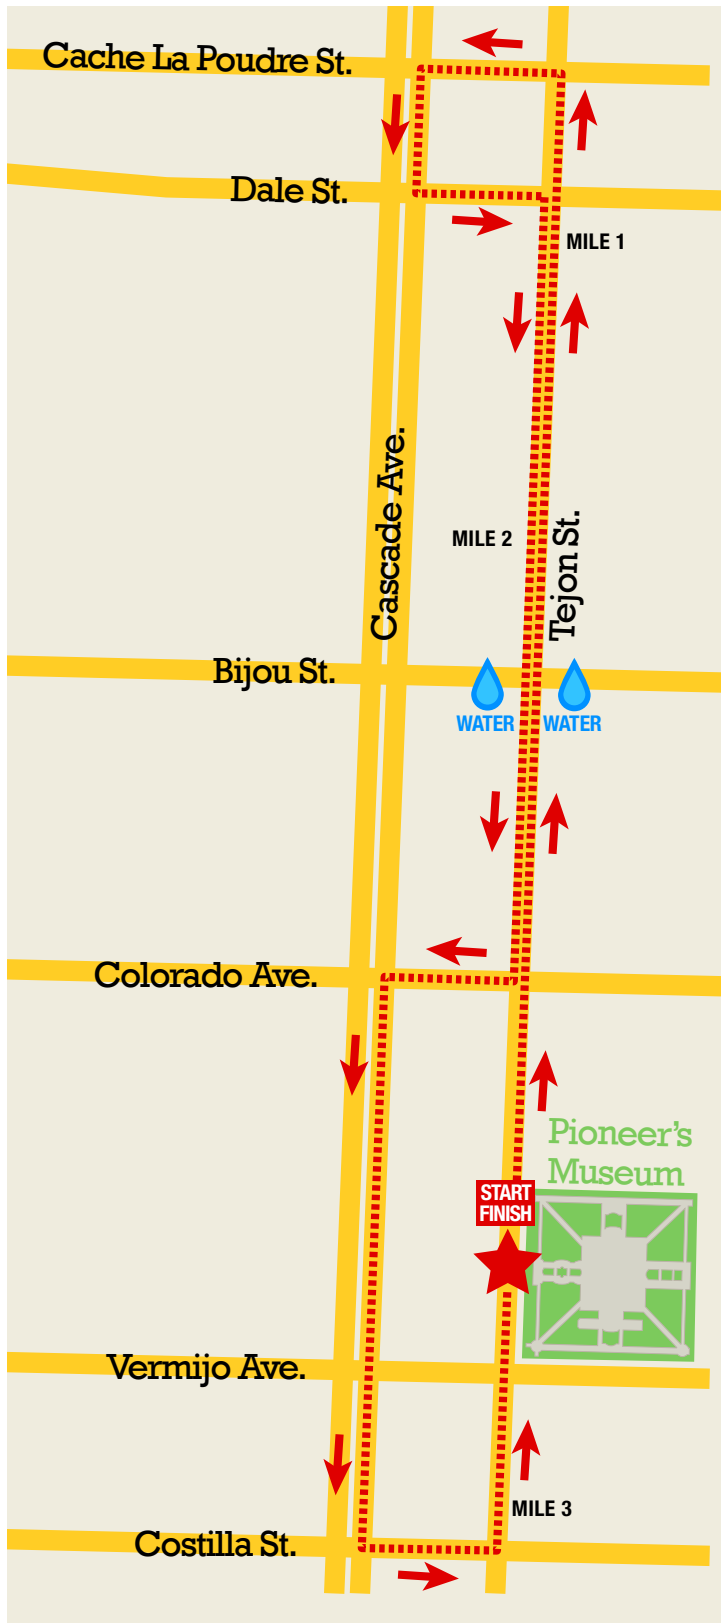 Cache La Poudre St.
Dale St.
MILE 1
Cascade Ave.
Tejon St.
MILE 2
Bijou St.
WATER
WATER
Colorado Ave.
Pioneer's
Museum
START
FINISH
Vermijo Ave.
MILE 3
Costilla St.